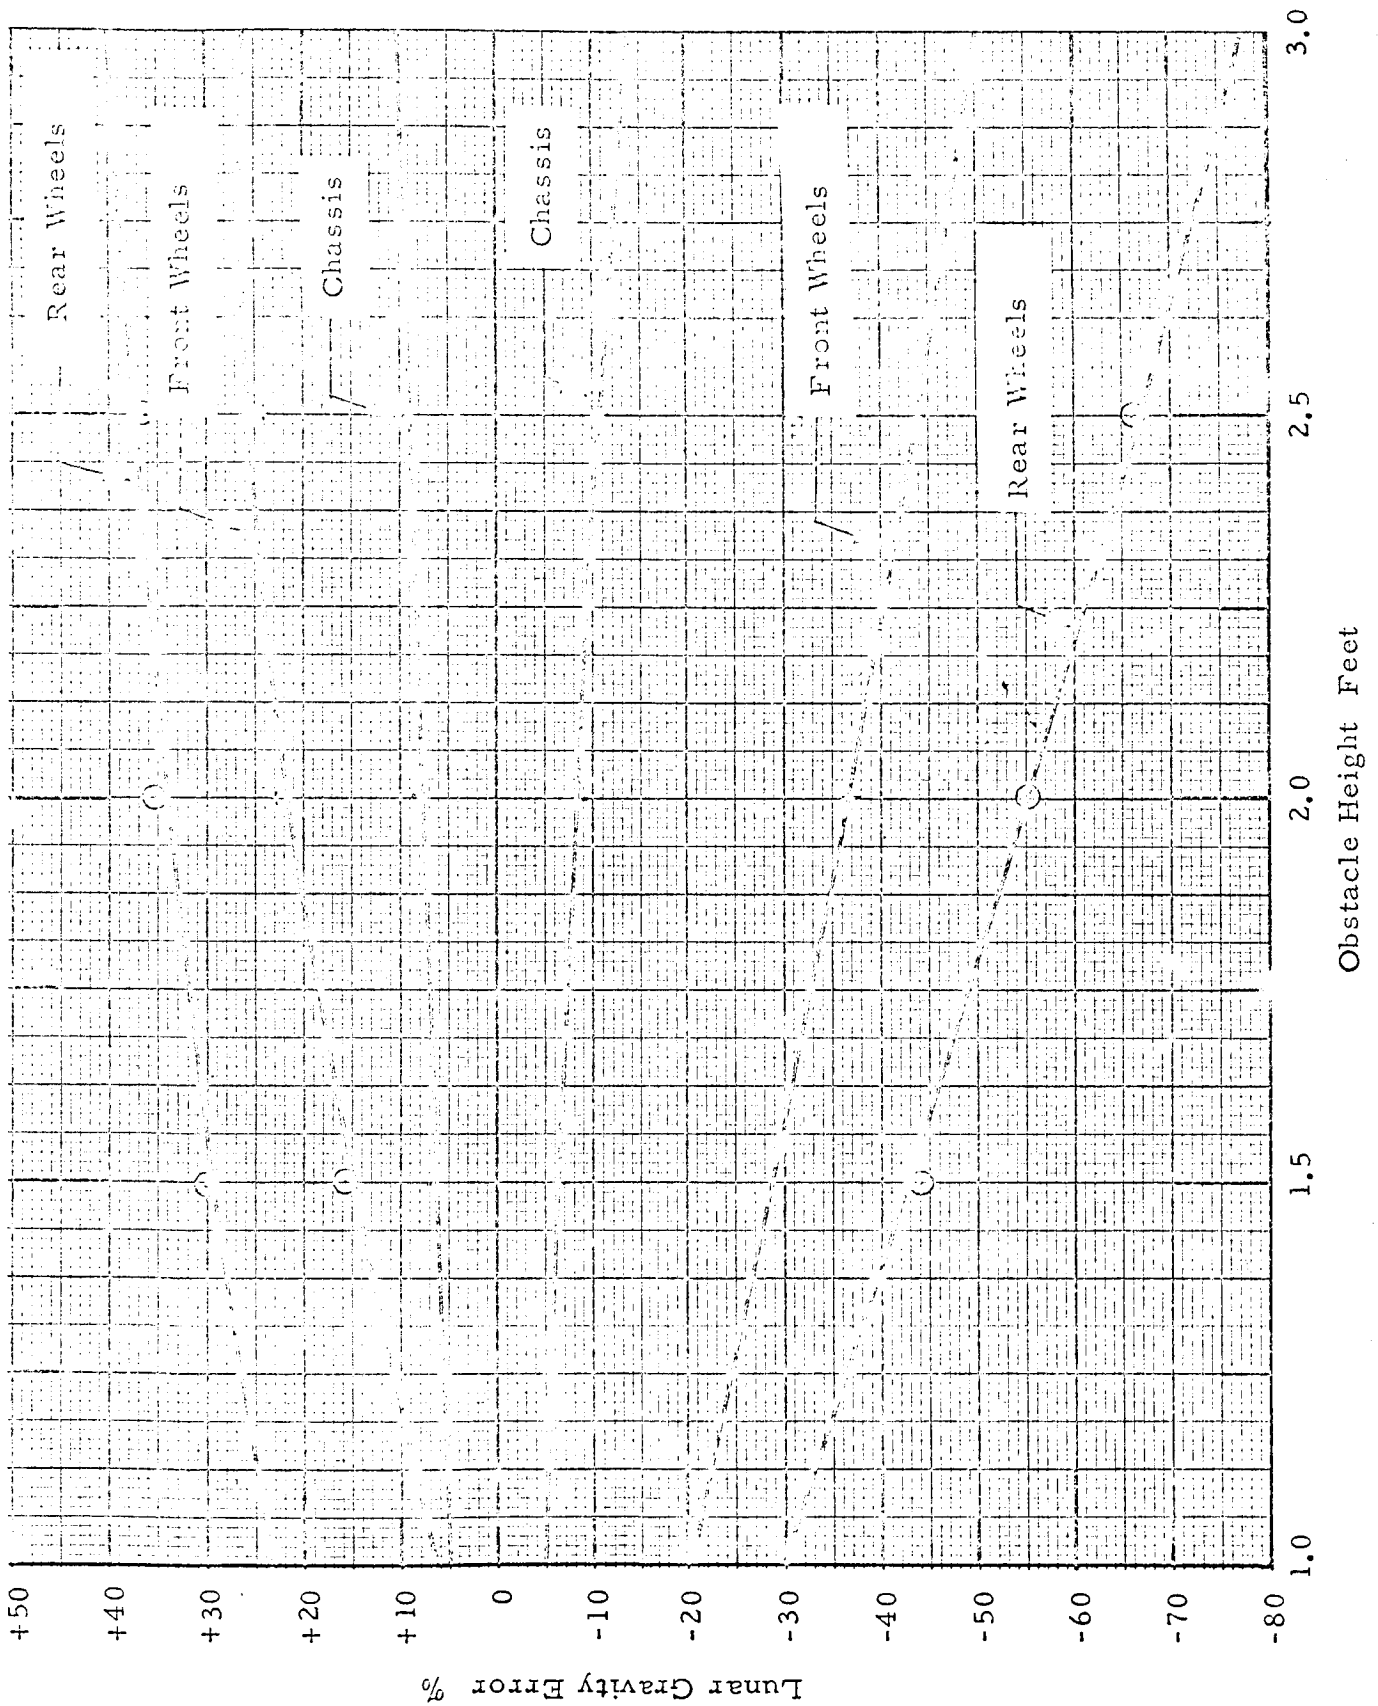 +50
+40
+30
+20
+10
0
-10
-20
-30
-40
-50
-60
-70
-80
Lunar Gravity Error %
Rear Wheels
Front Wheels
Chassis
Chassis
Front Wheels
Rear Wheels
1.0
1.5
2.0
2.5
3.0
Obstacle Height Feet